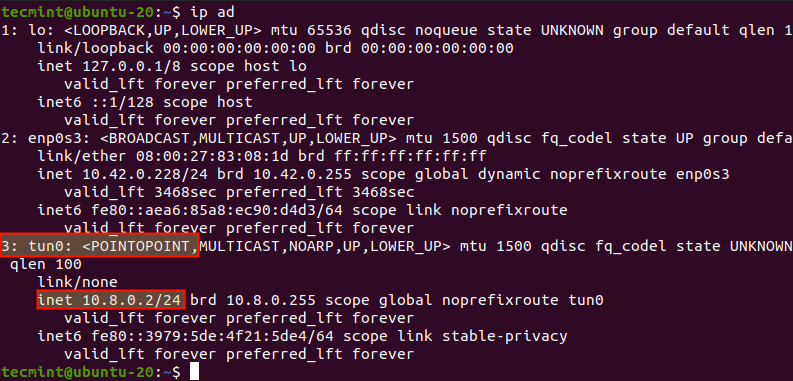 tecmint@ubuntu-20:~$ ip ad
1: lo: <LOOPBACK,UP,LOWER_UP> mtu 65536 qdisc noqueue state UNKNOWN group default qlen 1
    link/loopback 00:00:00:00:00:00 brd 00:00:00:00:00:00
    inet 127.0.0.1/8 scope host lo
       valid_lft forever preferred_lft forever
    inet6 ::1/128 scope host
       valid_lft forever preferred_lft forever
2: enp0s3: <BROADCAST,MULTICAST,UP,LOWER_UP> mtu 1500 qdisc fq_codel state UP group defa
    link/ether 08:00:27:83:08:1d brd ff:ff:ff:ff:ff:ff
    inet 10.42.0.228/24 brd 10.42.0.255 scope global dynamic noprefixroute enp0s3
       valid_lft 3468sec preferred_lft 3468sec
    inet6 fe80::aea6:85a8:ec90:d4d3/64 scope link noprefixroute
       valid_lft forever preferred_lft forever
3: tun0: <POINTOPOINT,MULTICAST,NOARP,UP,LOWER_UP> mtu 1500 qdisc fq_codel state UNKNOWN
 qlen 100
    link/none
    inet 10.8.0.2/24 brd 10.8.0.255 scope global noprefixroute tun0
       valid_lft forever preferred_lft forever
    inet6 fe80::3979:5de:4f21:5de4/64 scope link stable-privacy
       valid_lft forever preferred_lft forever
tecmint@ubuntu-20:~$